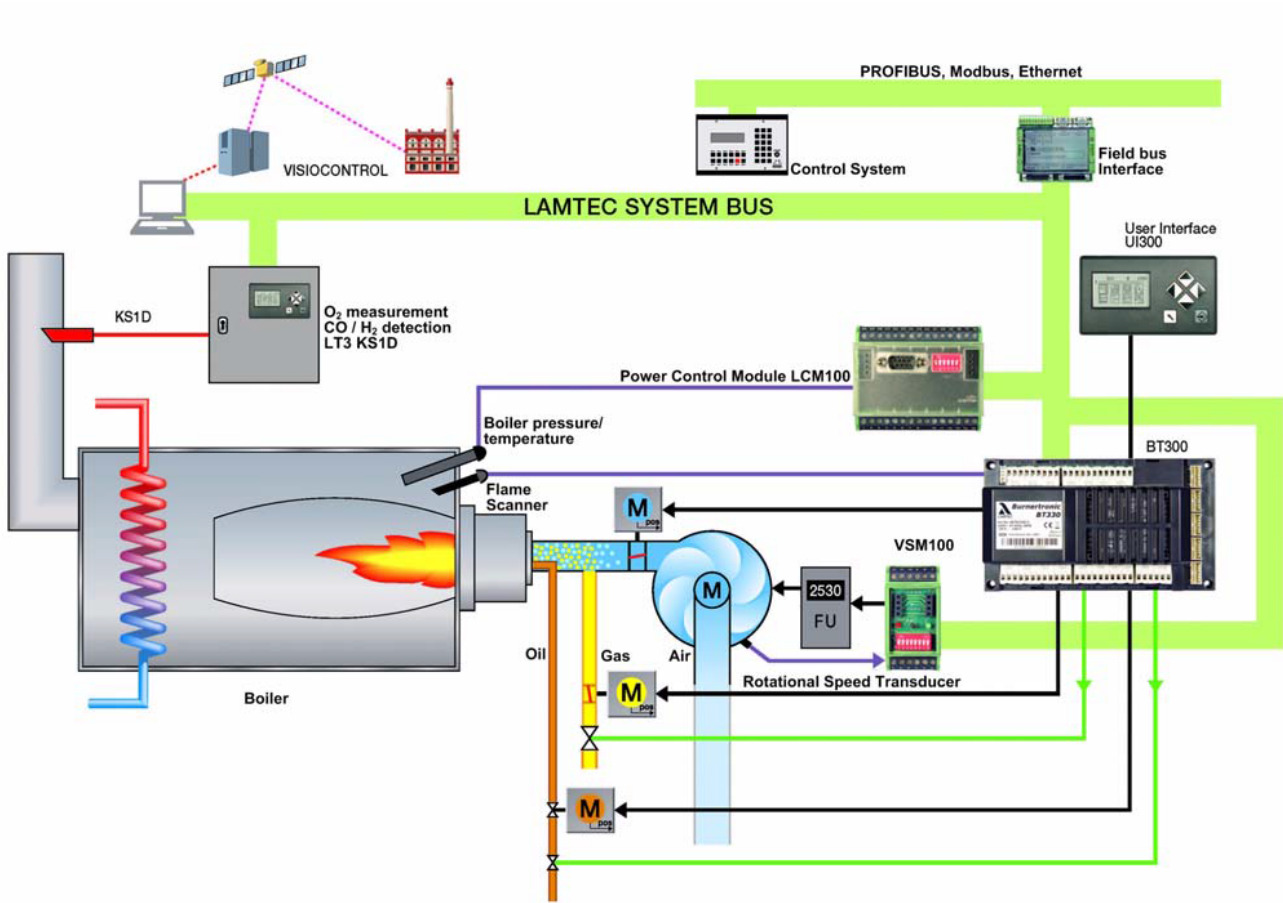 PROFIBUS, Modbus, Ethernet
VISIOCONTROL
Control System
Field bus
Interface
LAMTEC SYSTEM BUS
User Interface
UI300
KS1D
O₂ measurement
CO / H₂ detection
LT3 KS1D
Power Control Module LCM100
Boiler pressure/
temperature
BT300
Flame
Scanner
M
pos
Burnertronic
BT330
VSM100
M
2530
FU
Oil
Gas
Air
Rotational Speed Transducer
Boiler
M
pos
M
pos